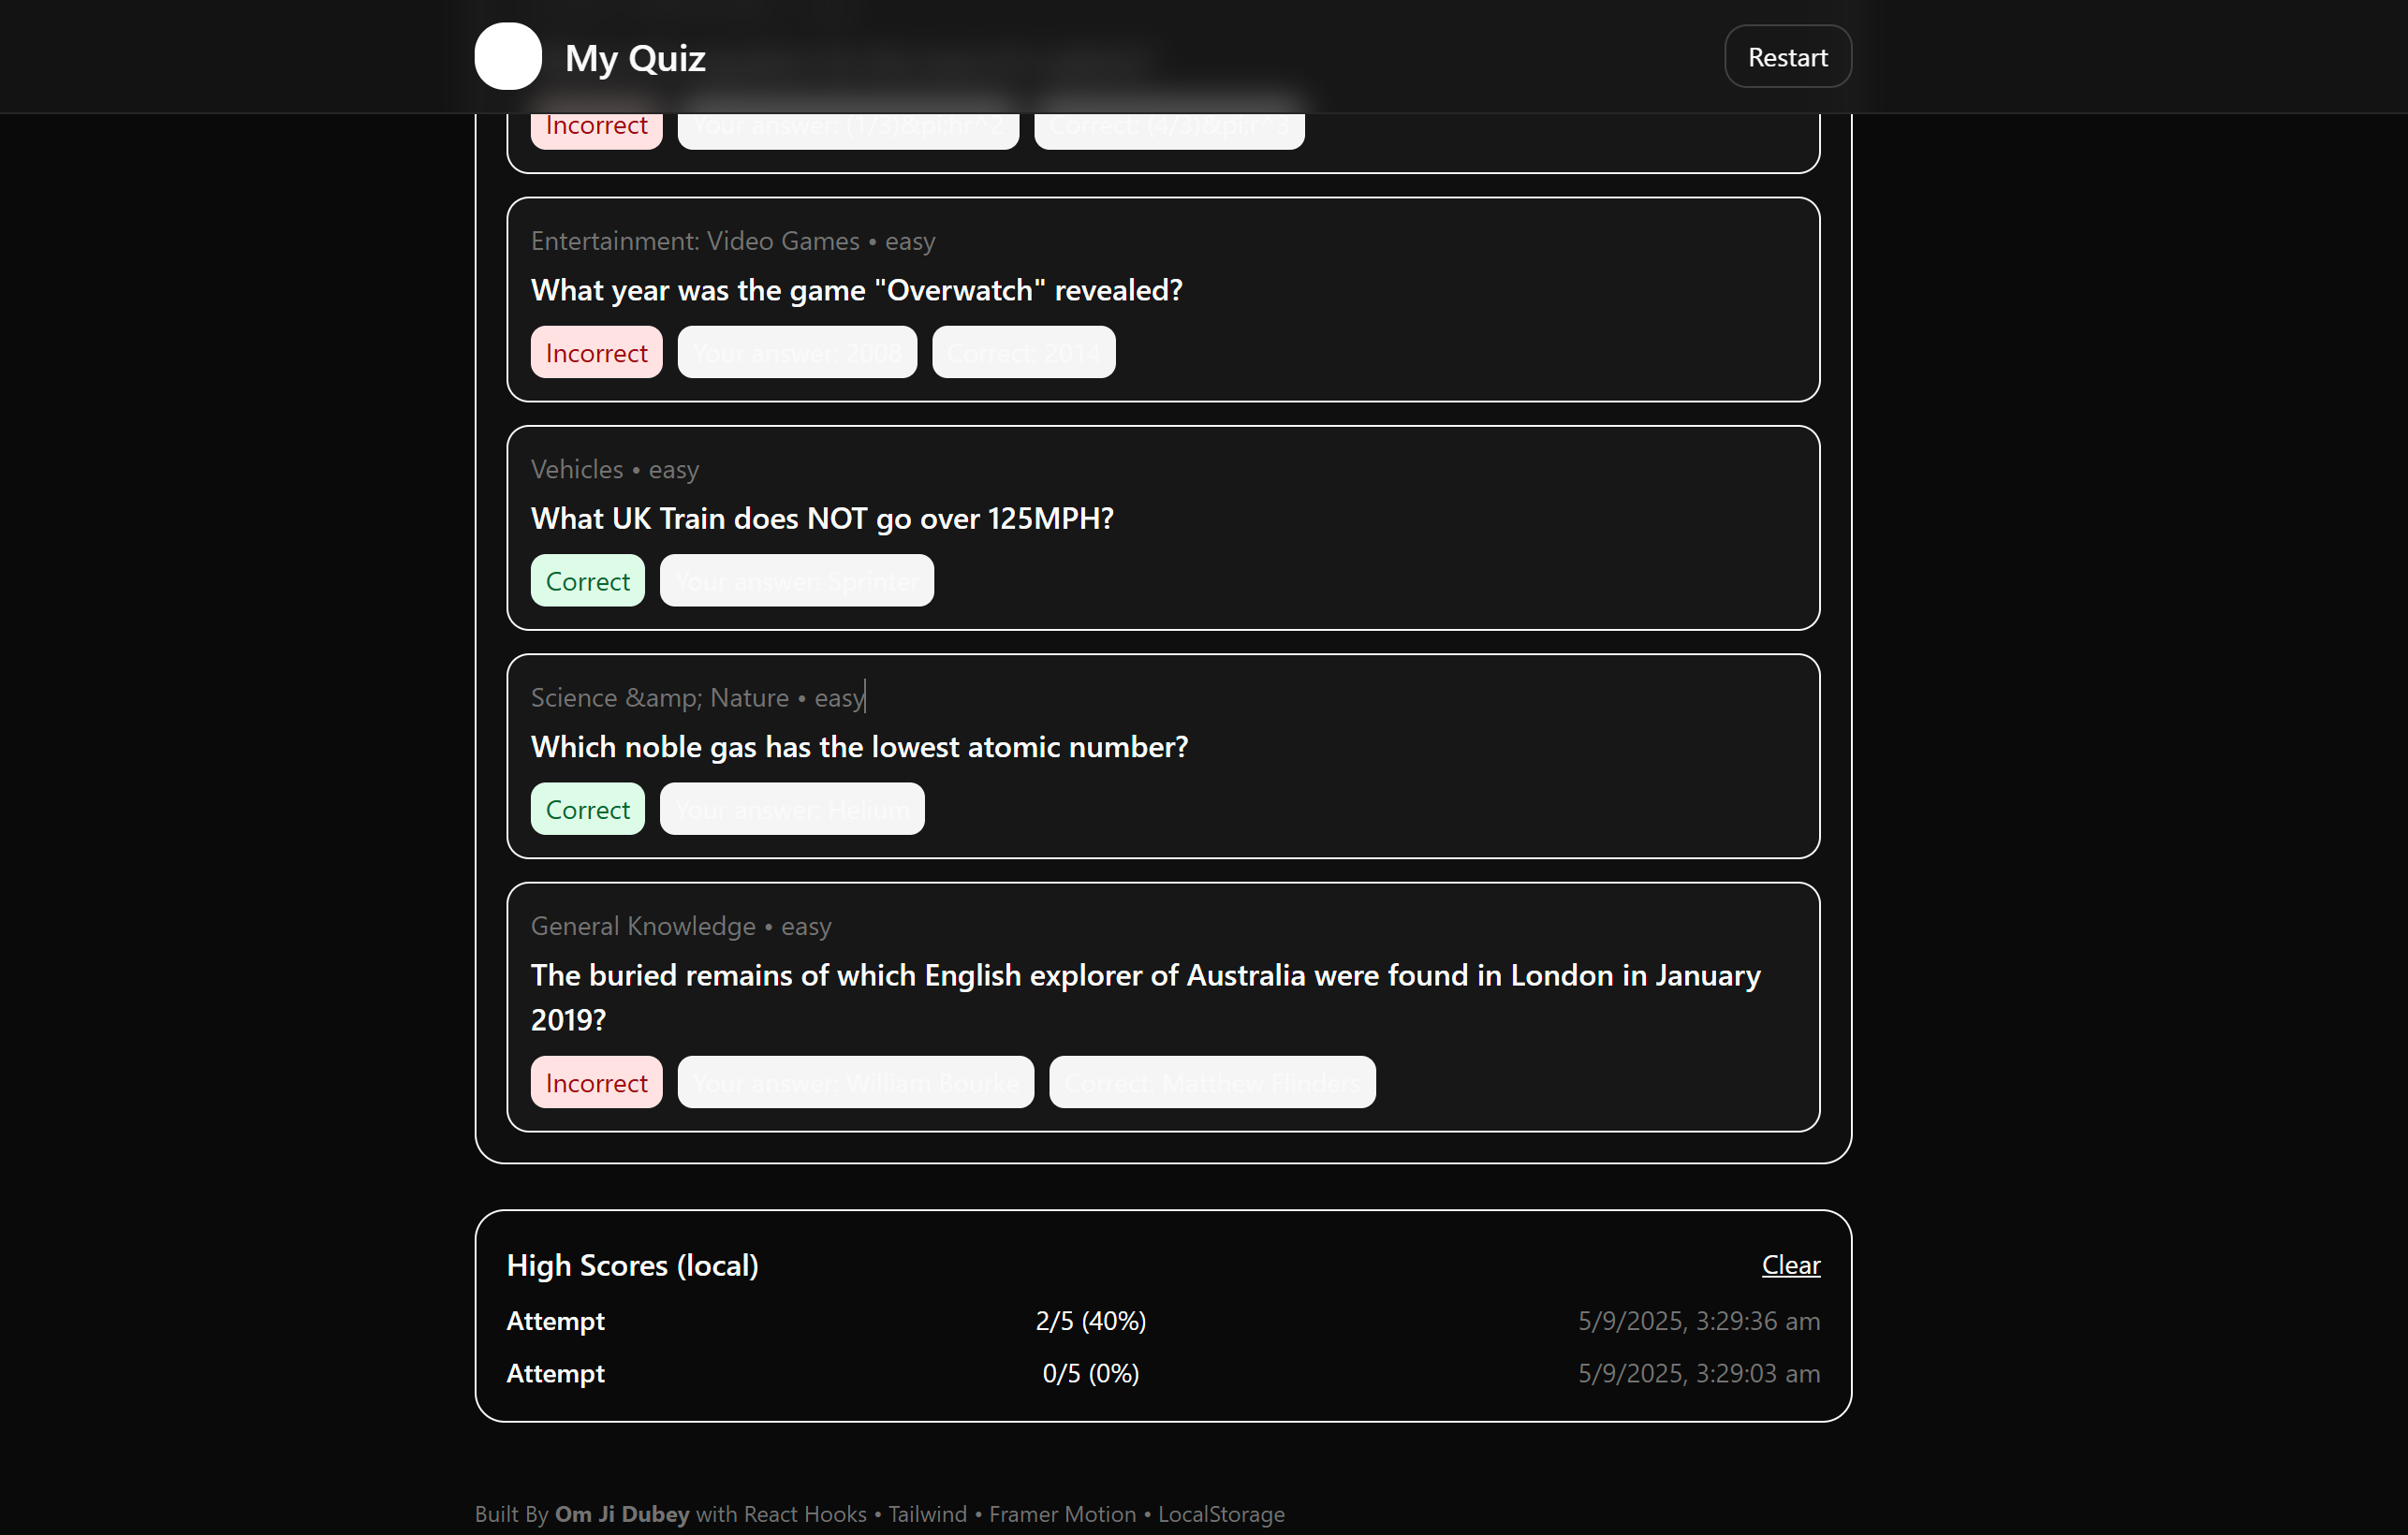 My Quiz
Restart
Incorrect
Your answer: (1/3)&pi;hr^2
Correct: (4/3)&pi;r^3
Entertainment: Video Games • easy
What year was the game "Overwatch" revealed?
Incorrect
Your answer: 2008
Correct: 2014
Vehicles • easy
What UK Train does NOT go over 125MPH?
Correct
Your answer: Sprinter
Science &amp; Nature • easy
Which noble gas has the lowest atomic number?
Correct
Your answer: Helium
General Knowledge • easy
The buried remains of which English explorer of Australia were found in London in January
2019?
Incorrect
Your answer: William Bourke
Correct: Matthew Flinders
High Scores (local)
Clear
Attempt
2/5 (40%)
5/9/2025, 3:29:36 am
Attempt
0/5 (0%)
5/9/2025, 3:29:03 am
Built By Om Ji Dubey with React Hooks • Tailwind • Framer Motion • LocalStorage